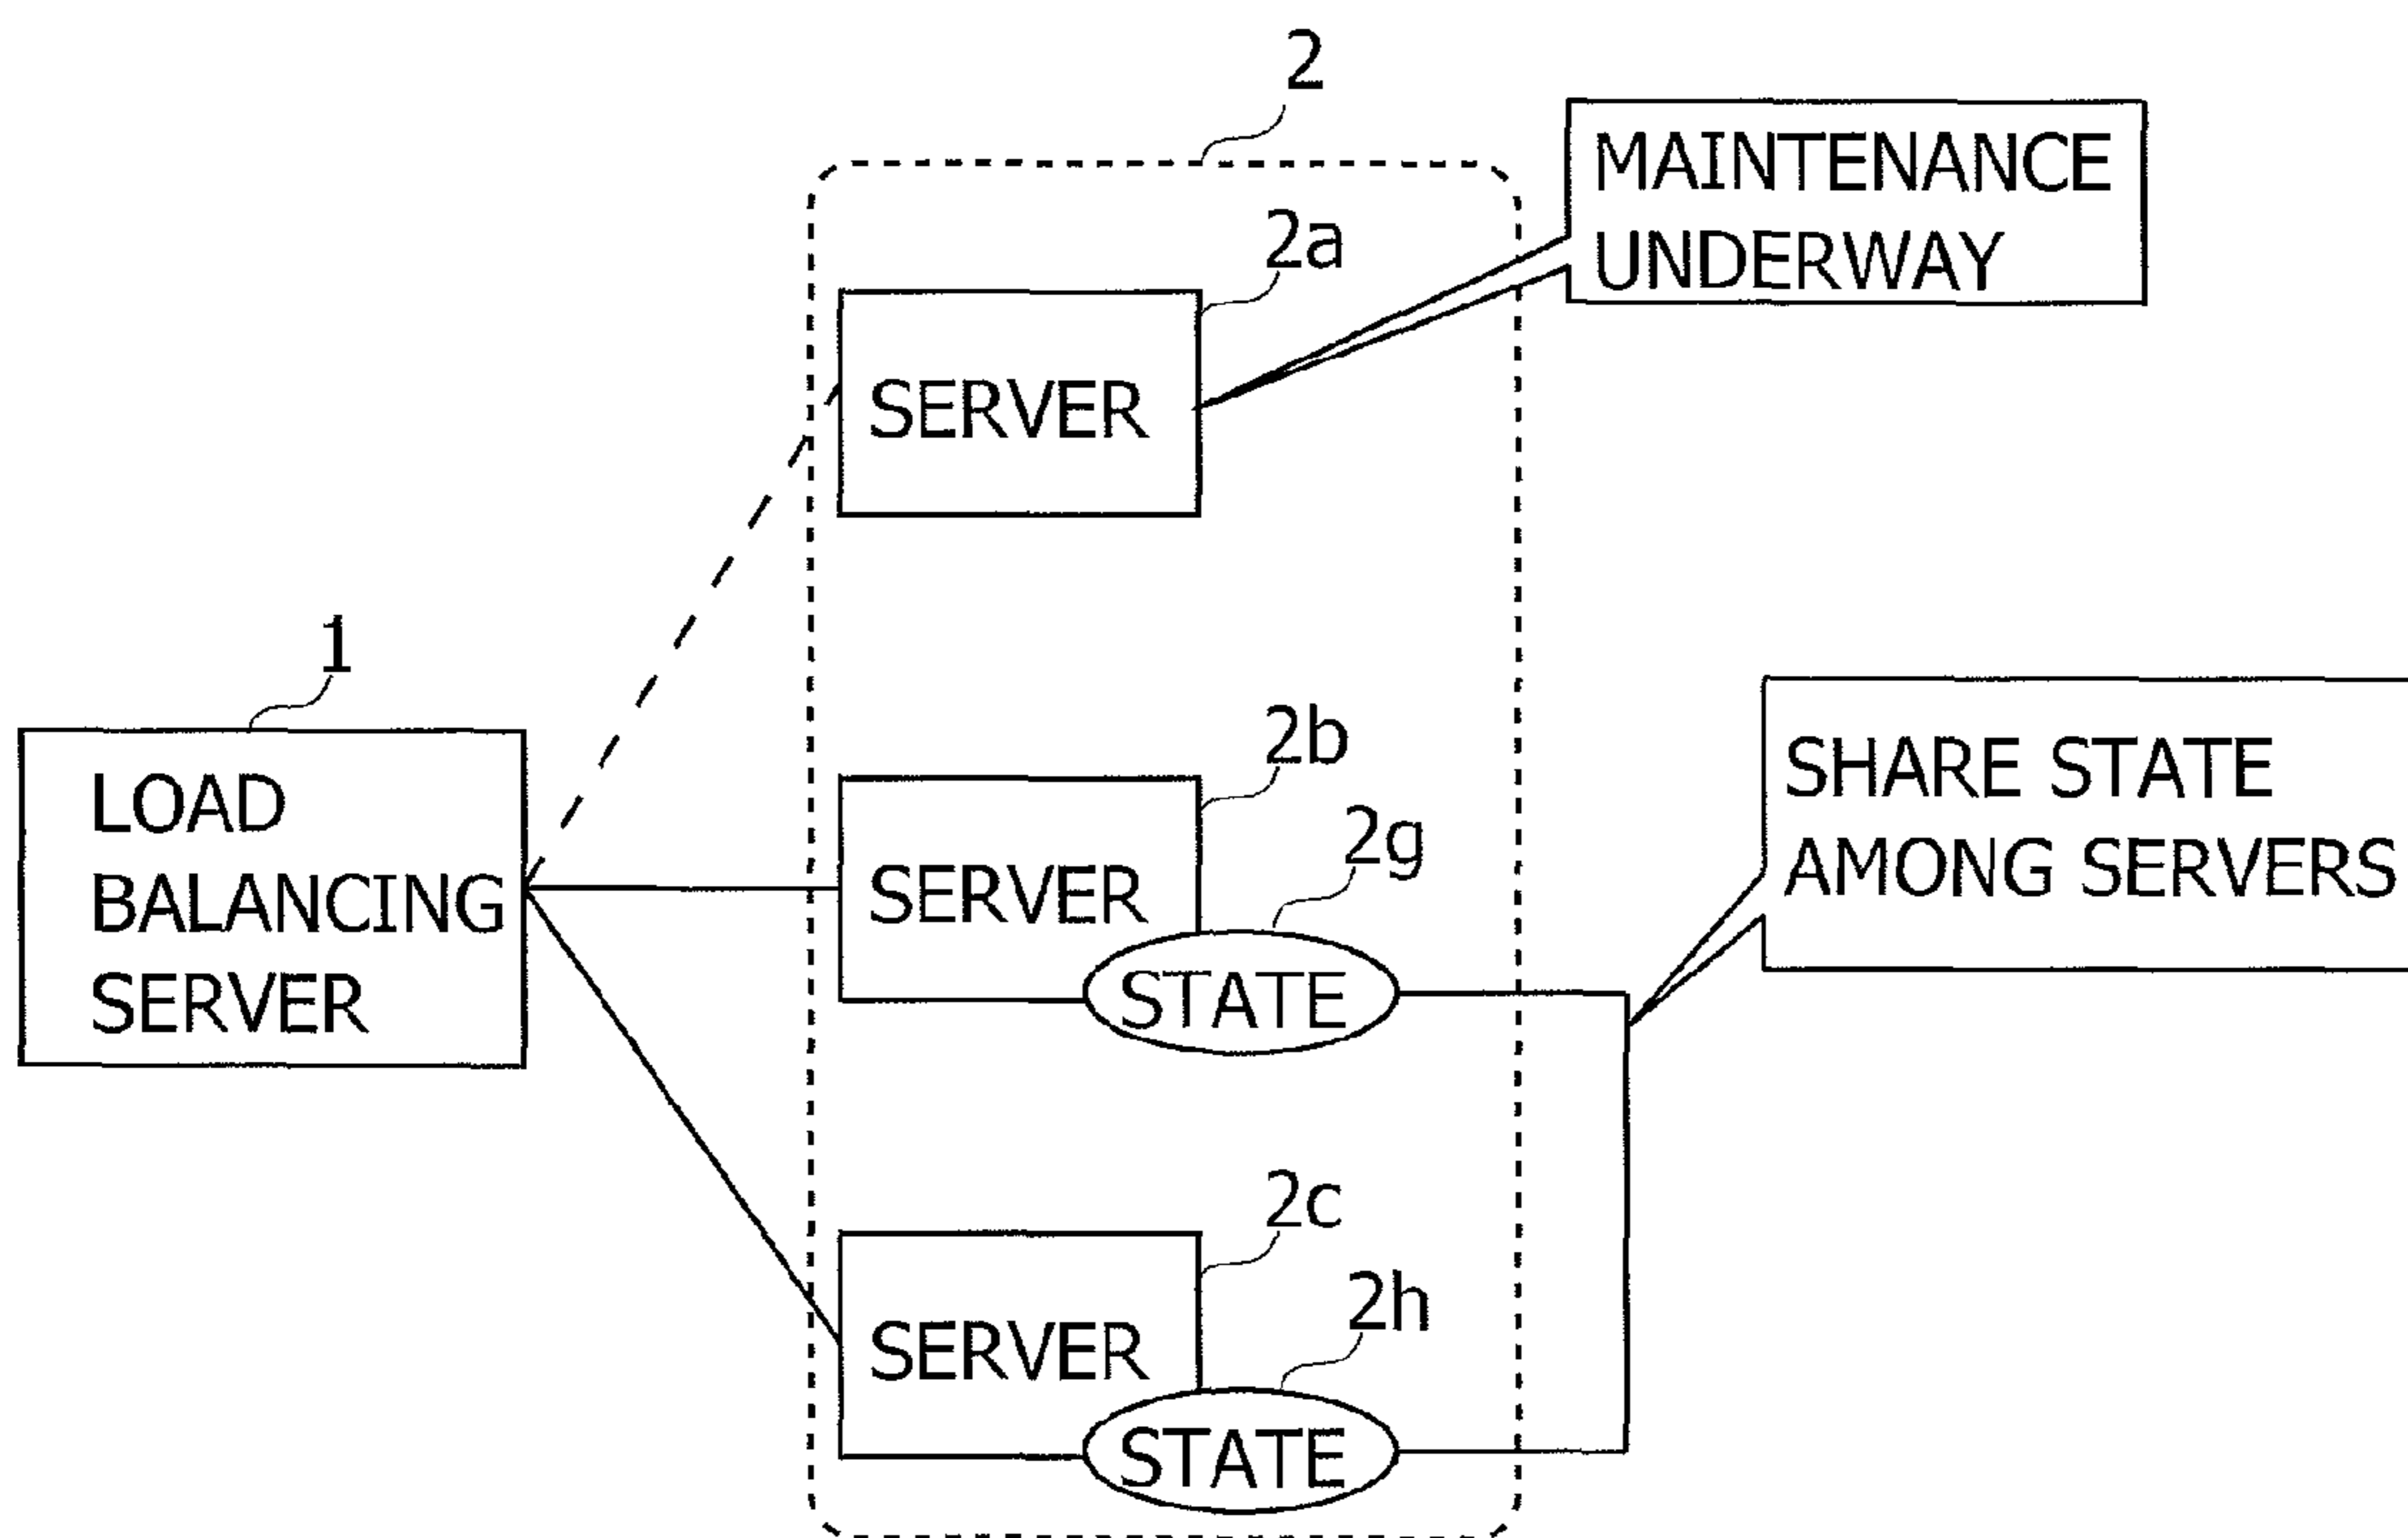 2
MAINTENANCE
UNDERWAY
2a
SERVER
1
LOAD
BALANCING
SERVER
2b
SERVER
2g
STATE
SHARE STATE
AMONG SERVERS
2c
SERVER
2h
STATE